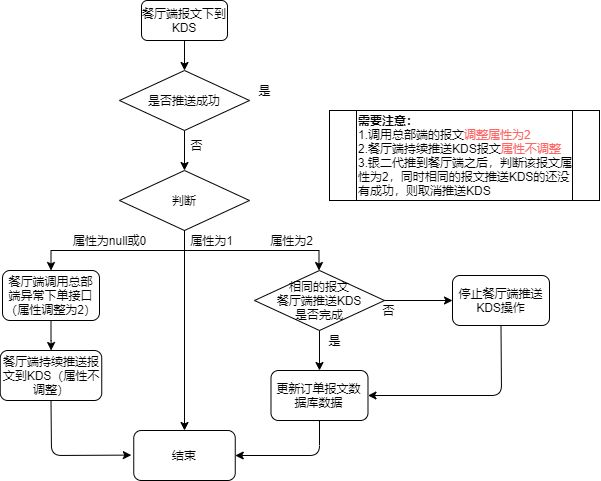 餐厅端报文下到
KDS
是否推送成功
是
否
需要注意：
1.调用总部端的报文调整属性为2
2.餐厅端持续推送KDS报文属性不调整
3.银二代推到餐厅端之后，判断该报文属
性为2，同时相同的报文推送KDS的还没
有成功，则取消推送KDS
判断
属性为null或0
属性为1
属性为2
餐厅端调用总部
端异常下单接口
（属性调整为2）
相同的报文
餐厅端推送KDS
是否完成
否
停止餐厅端推送
KDS操作
是
餐厅端持续推送报
文到KDS（属性不
调整）
更新订单报文数
据库数据
结束